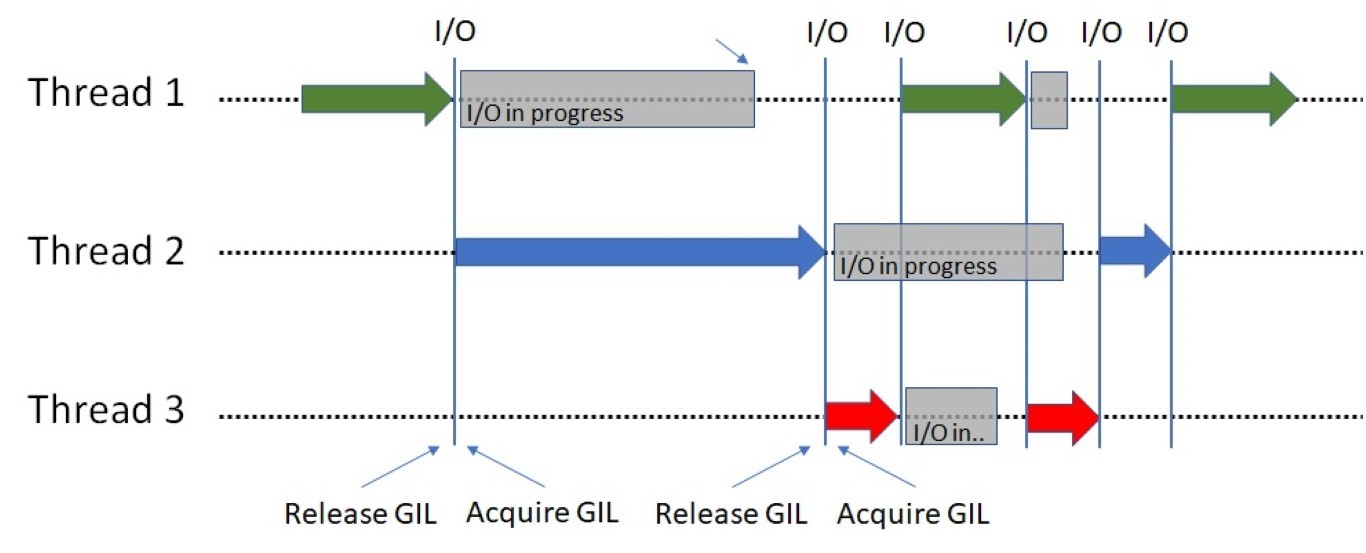 I/O I/O I/O I/O I/O I/O
Thread 1
I/O in progress
Thread 2
I/O in progress
Thread 3
I/O in..
Release GIL Acquire GIL Release GIL Acquire GIL